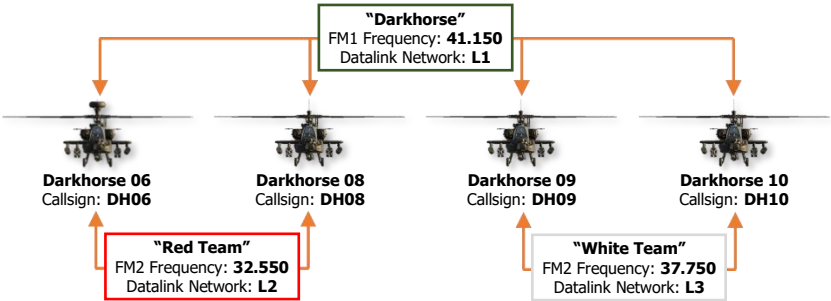 “Darkhorse”
FM1 Frequency: 41.150
Datalink Network: L1
Darkhorse 06
Callsign: DH06
Darkhorse 08
Callsign: DH08
Darkhorse 09
Callsign: DH09
Darkhorse 10
Callsign: DH10
“Red Team”
FM2 Frequency: 32.550
Datalink Network: L2
“White Team”
FM2 Frequency: 37.750
Datalink Network: L3